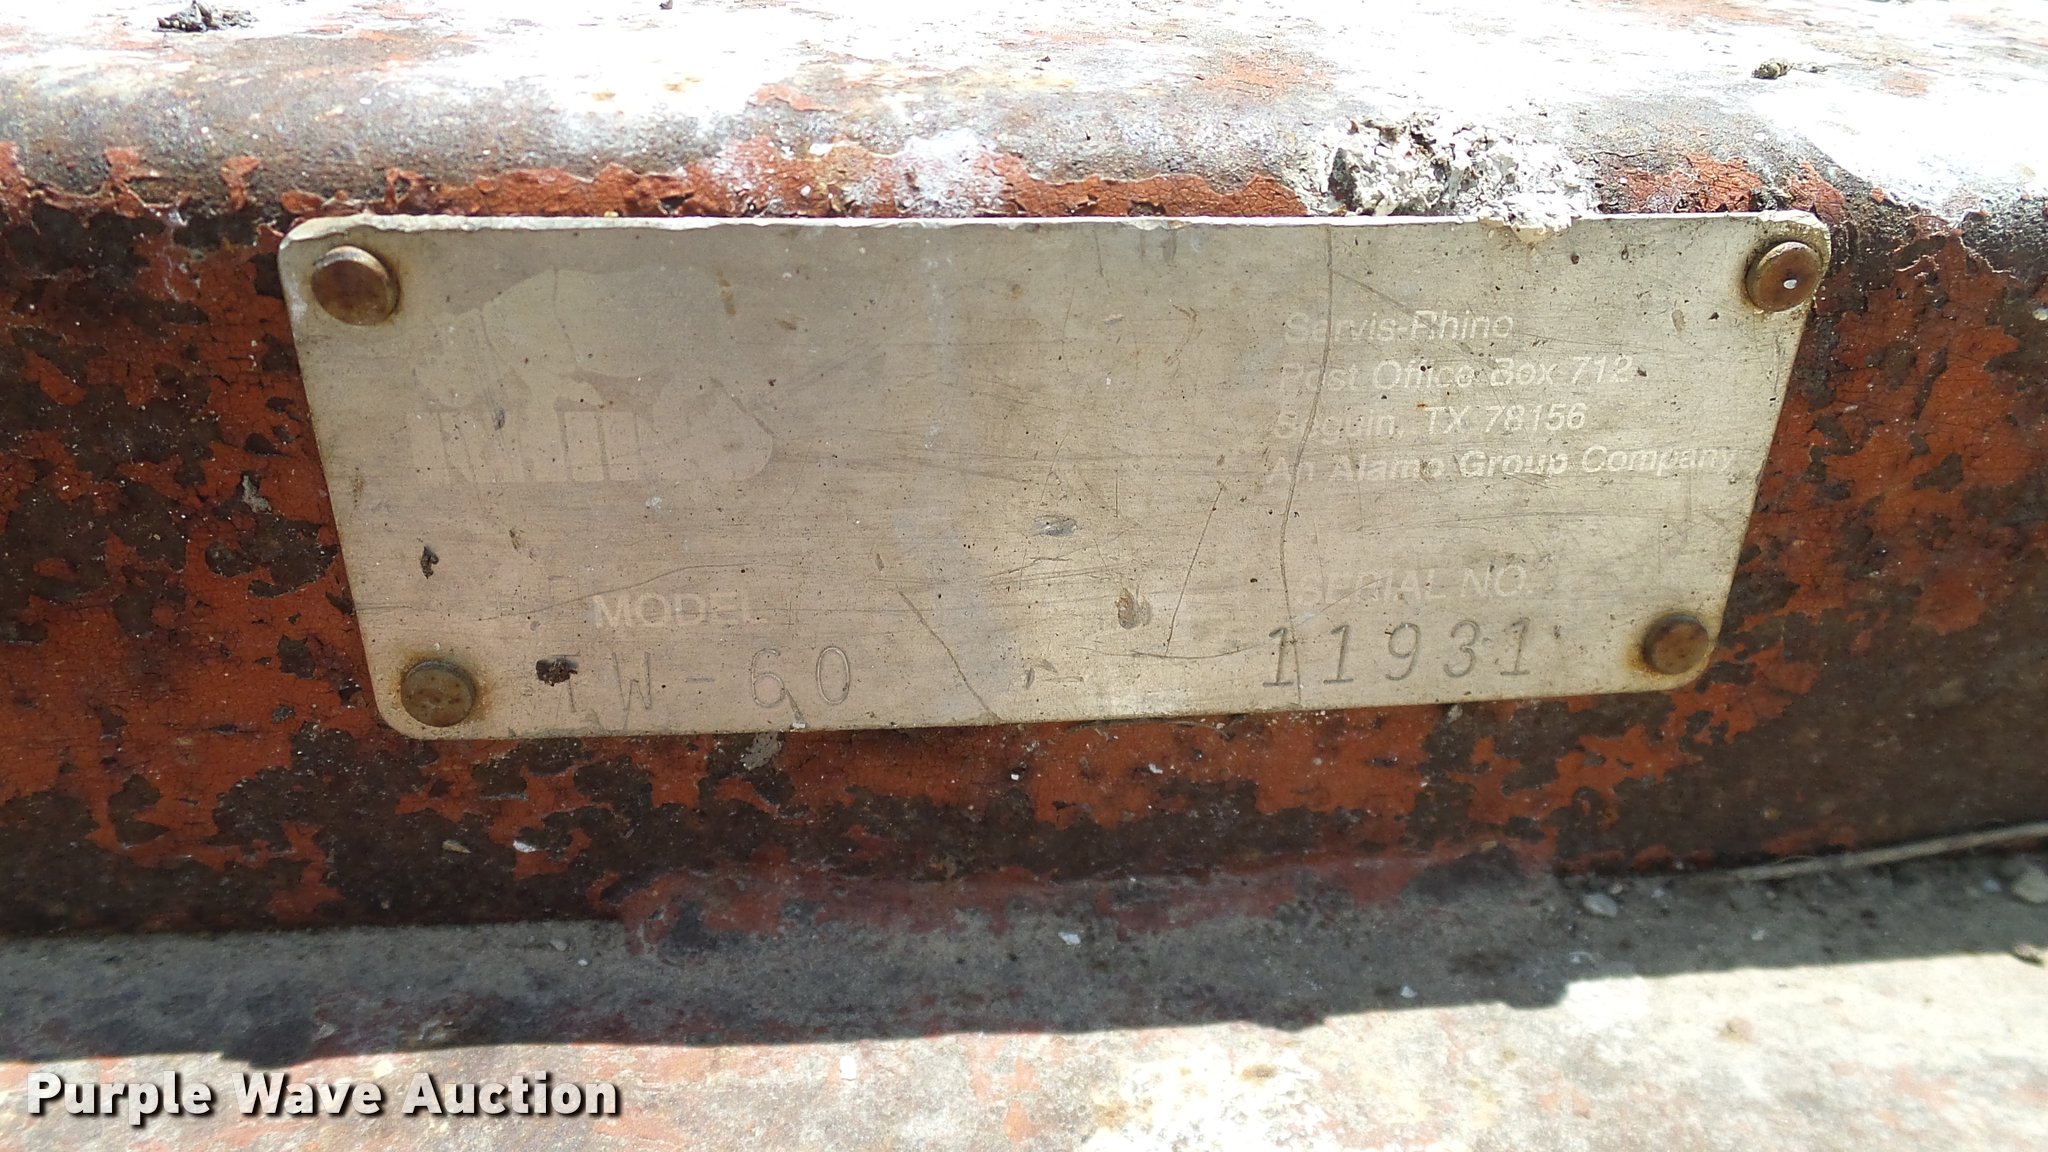 Rhino
Servis-Rhino
Post Office Box 712
Seguin, TX 78156
An Alamo Group Company
MODEL
TW-60
SERIAL NO.
11931
Purple Wave Auction